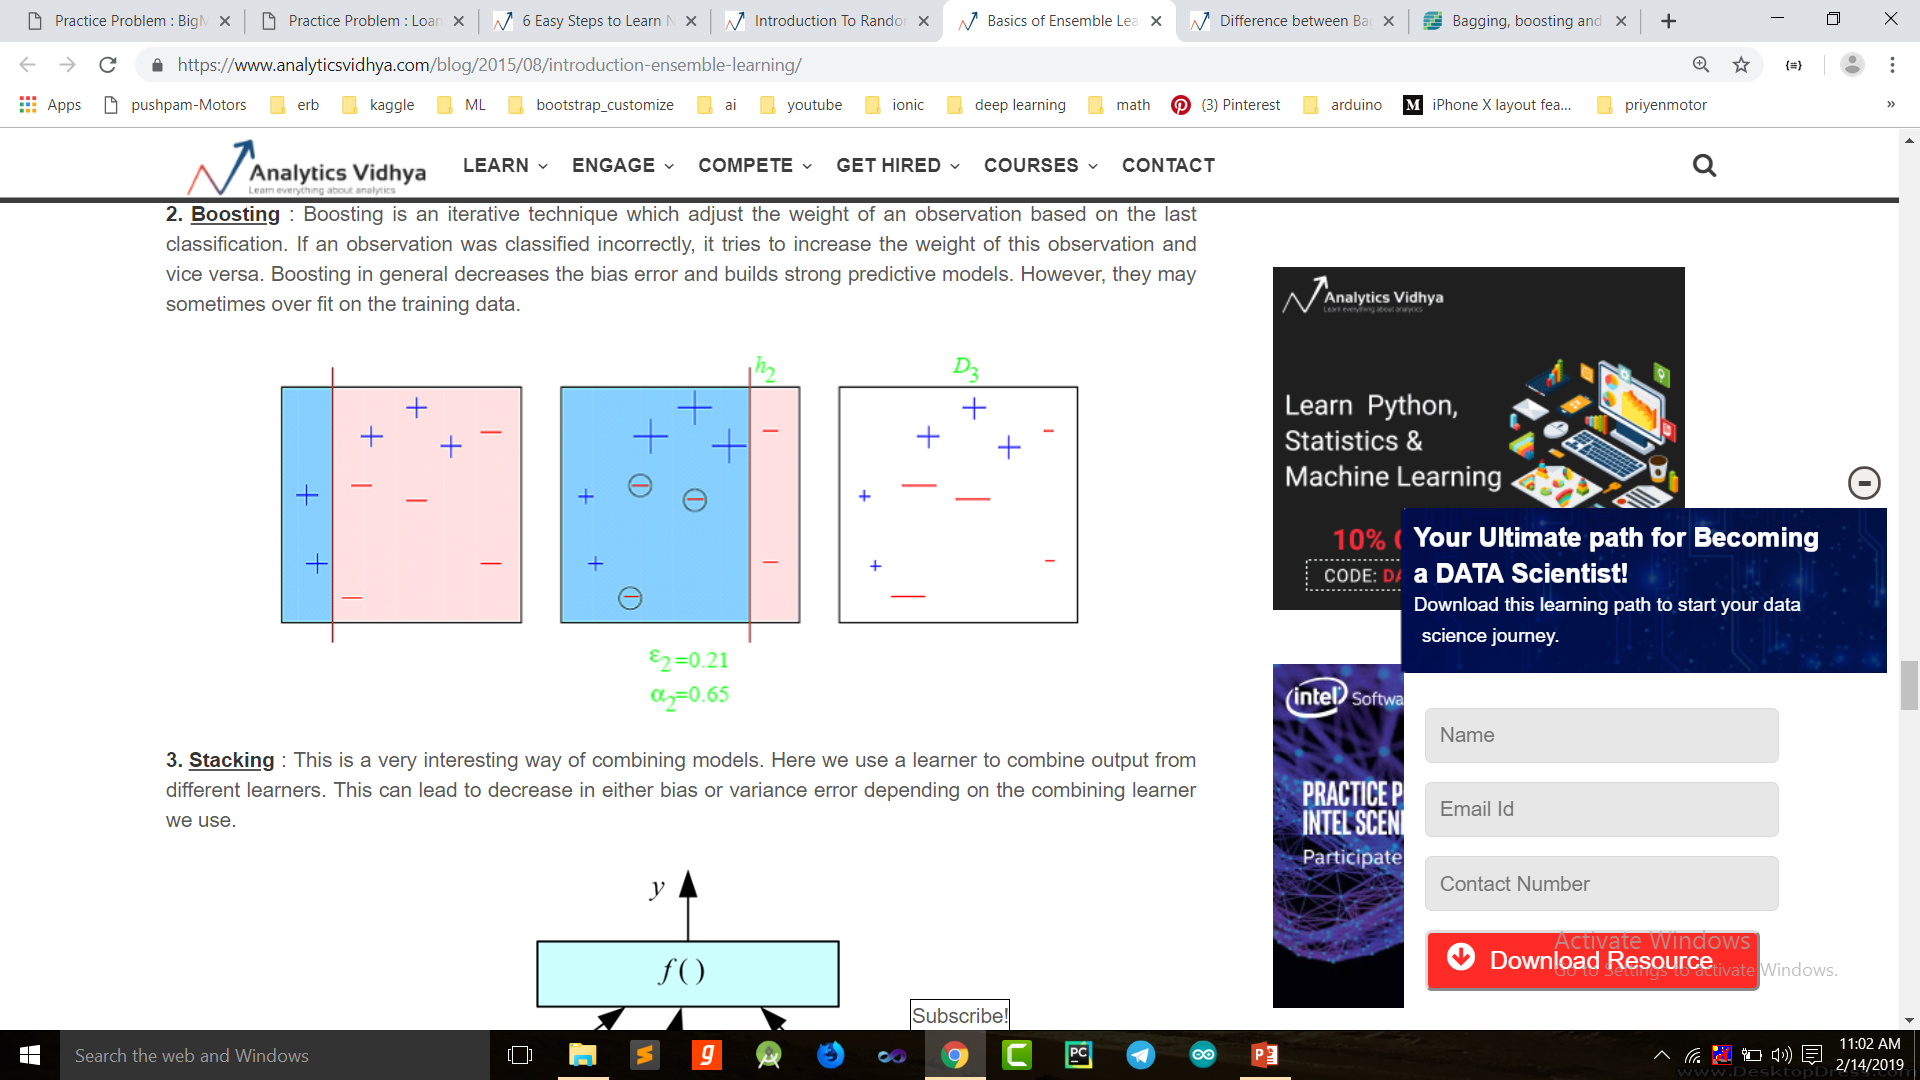 Practice Problem : BigM
Practice Problem : Loan
6 Easy Steps to Learn N
Introduction To Randor
Basics of Ensemble Lea
Difference between Ba
Bagging, boosting and
https://www.analyticsvidhya.com/blog/2015/08/introduction-ensemble-learning/
Apps pushpam-Motors erb kaggle ML bootstrap_customize ai youtube ionic deep learning math (3) Pinterest arduino M iPhone X layout fea... priyenmotor »
Analytics Vidhya
Learn everything about analytics
LEARN ENGAGE COMPETE GET HIRED COURSES CONTACT
2. Boosting : Boosting is an iterative technique which adjust the weight of an observation based on the last
classification. If an observation was classified incorrectly, it tries to increase the weight of this observation and
vice versa. Boosting in general decreases the bias error and builds strong predictive models. However, they may
sometimes over fit on the training data.
h2
D3
ε2=0.21
α2=0.65
3. Stacking : This is a very interesting way of combining models. Here we use a learner to combine output from
different learners. This can lead to decrease in either bias or variance error depending on the combining learner
we use.
y
f()
Subscribe!
Analytics Vidhya
Learn everything about analytics
Learn Python,
Statistics &
Machine Learning
10%
CODE:
Your Ultimate path for Becoming
a DATA Scientist!
Download this learning path to start your data
science journey.
intel Softwa
PRACTICE P
INTEL SCEN
Participate
Name
Email Id
Contact Number
Download Resource
Activate Windows
Go to Settings to activate Windows.
Search the web and Windows
PC
11:02 AM
2/14/2019